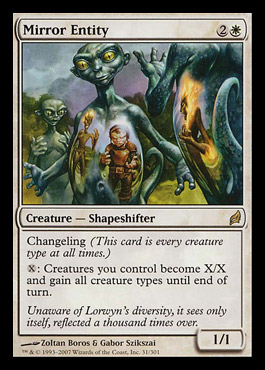 Mirror Entity 2
Creature — Shapeshifter
Changeling (This card is every creature
type at all times.)
X: Creatures you control become X/X
and gain all creature types until end of
turn.
Unaware of Lorwyn's diversity, it sees only
itself, reflected a thousand times over.
Zoltan Boros & Gabor Szikszai
1/1
™ & © 1993–2007 Wizards of the Coast, Inc. 31/301